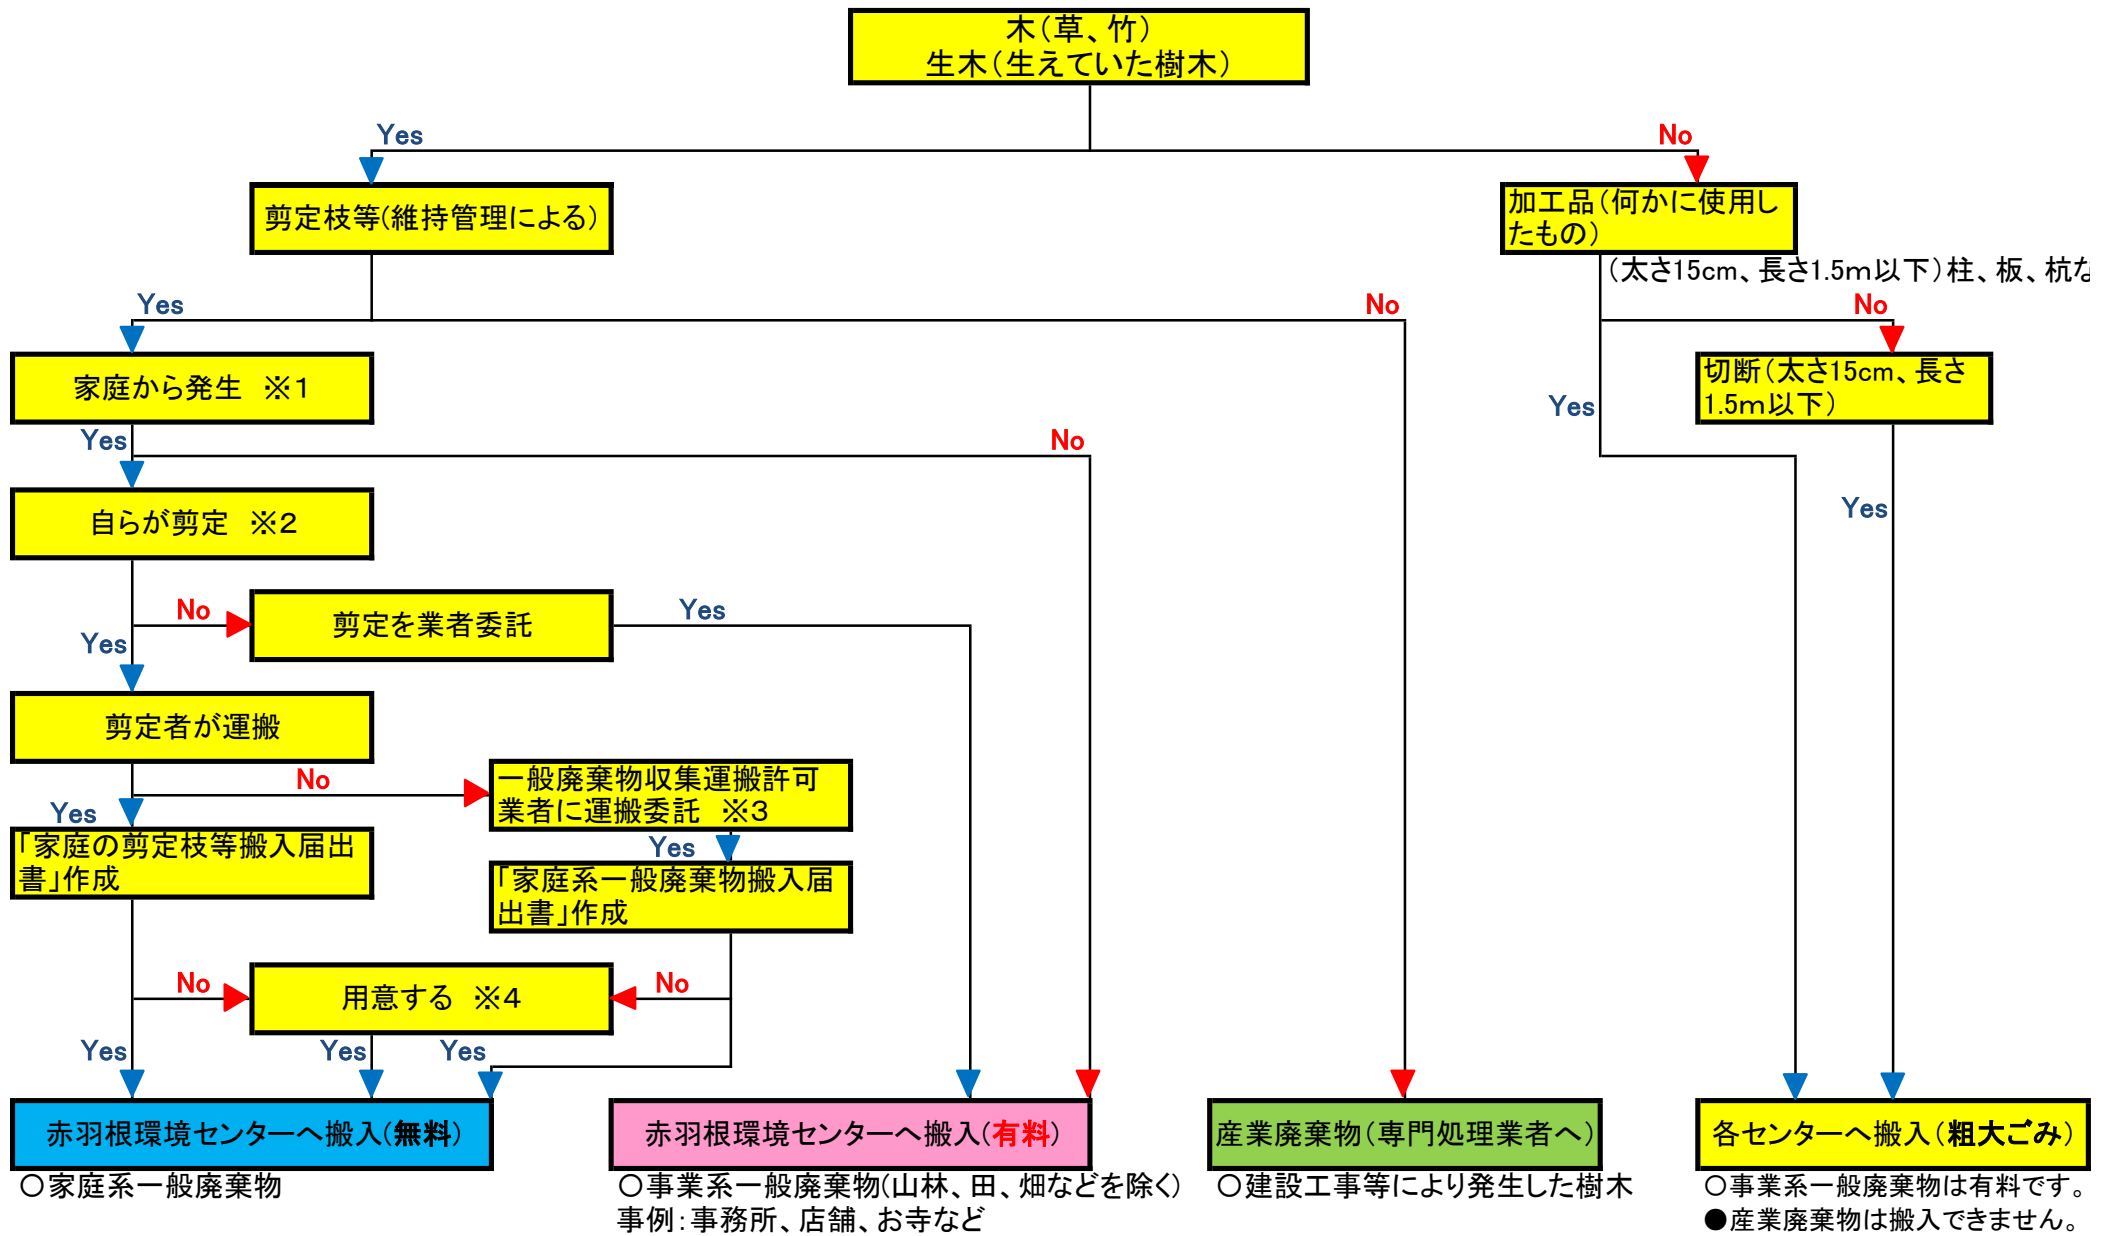 木（草、竹）
生木（生えていた樹木）
Yes
No
剪定枝等(維持管理による)
加工品（何かに使用し
たもの）
（太さ15cm、長さ1.5ｍ以下）柱、板、杭な
Yes
No
No
家庭から発生　※1
切断（太さ15cm、長さ
1.5ｍ以下）
Yes
Yes
No
自らが剪定　※2
Yes
No
剪定を業者委託
Yes
Yes
剪定者が運搬
No
一般廃棄物収集運搬許可
業者に運搬委託　※3
Yes
「家庭の剪定枝等搬入届出
書」作成
Yes
「家庭系一般廃棄物搬入届
出書」作成
No
用意する　※4
No
Yes
Yes
Yes
赤羽根環境センターへ搬入（無料）
赤羽根環境センターへ搬入（有料）
産業廃棄物（専門処理業者へ）
各センターへ搬入（粗大ごみ）
○家庭系一般廃棄物
○事業系一般廃棄物(山林、田、畑などを除く)
事例：事務所、店舗、お寺など
○建設工事等により発生した樹木
○事業系一般廃棄物は有料です。
●産業廃棄物は搬入できません。